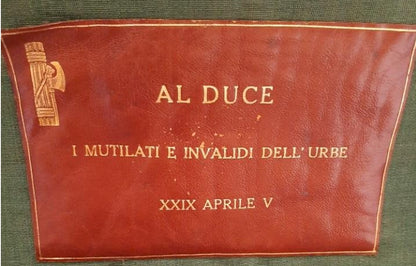 AL DUCE
I MUTILATI E INVALIDI DELL'URBE
XXIX APRILE V